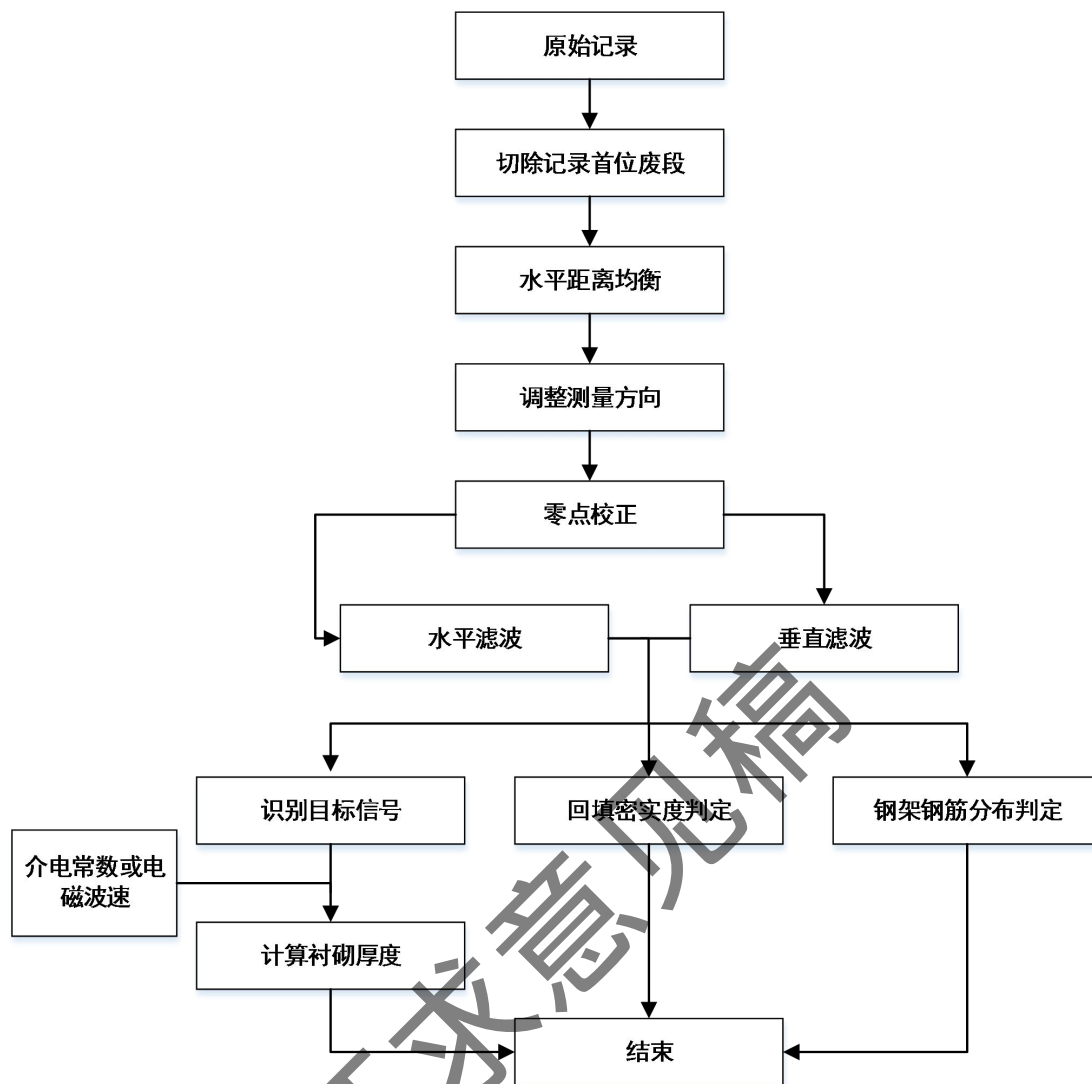 原始记录
切除记录首位废段
水平距离均衡
调整测量方向
零点校正
水平滤波
垂直滤波
识别目标信号
回填密实度判定
钢架钢筋分布判定
介电常数或电
磁波速
计算衬砌厚度
结束
求意见稿